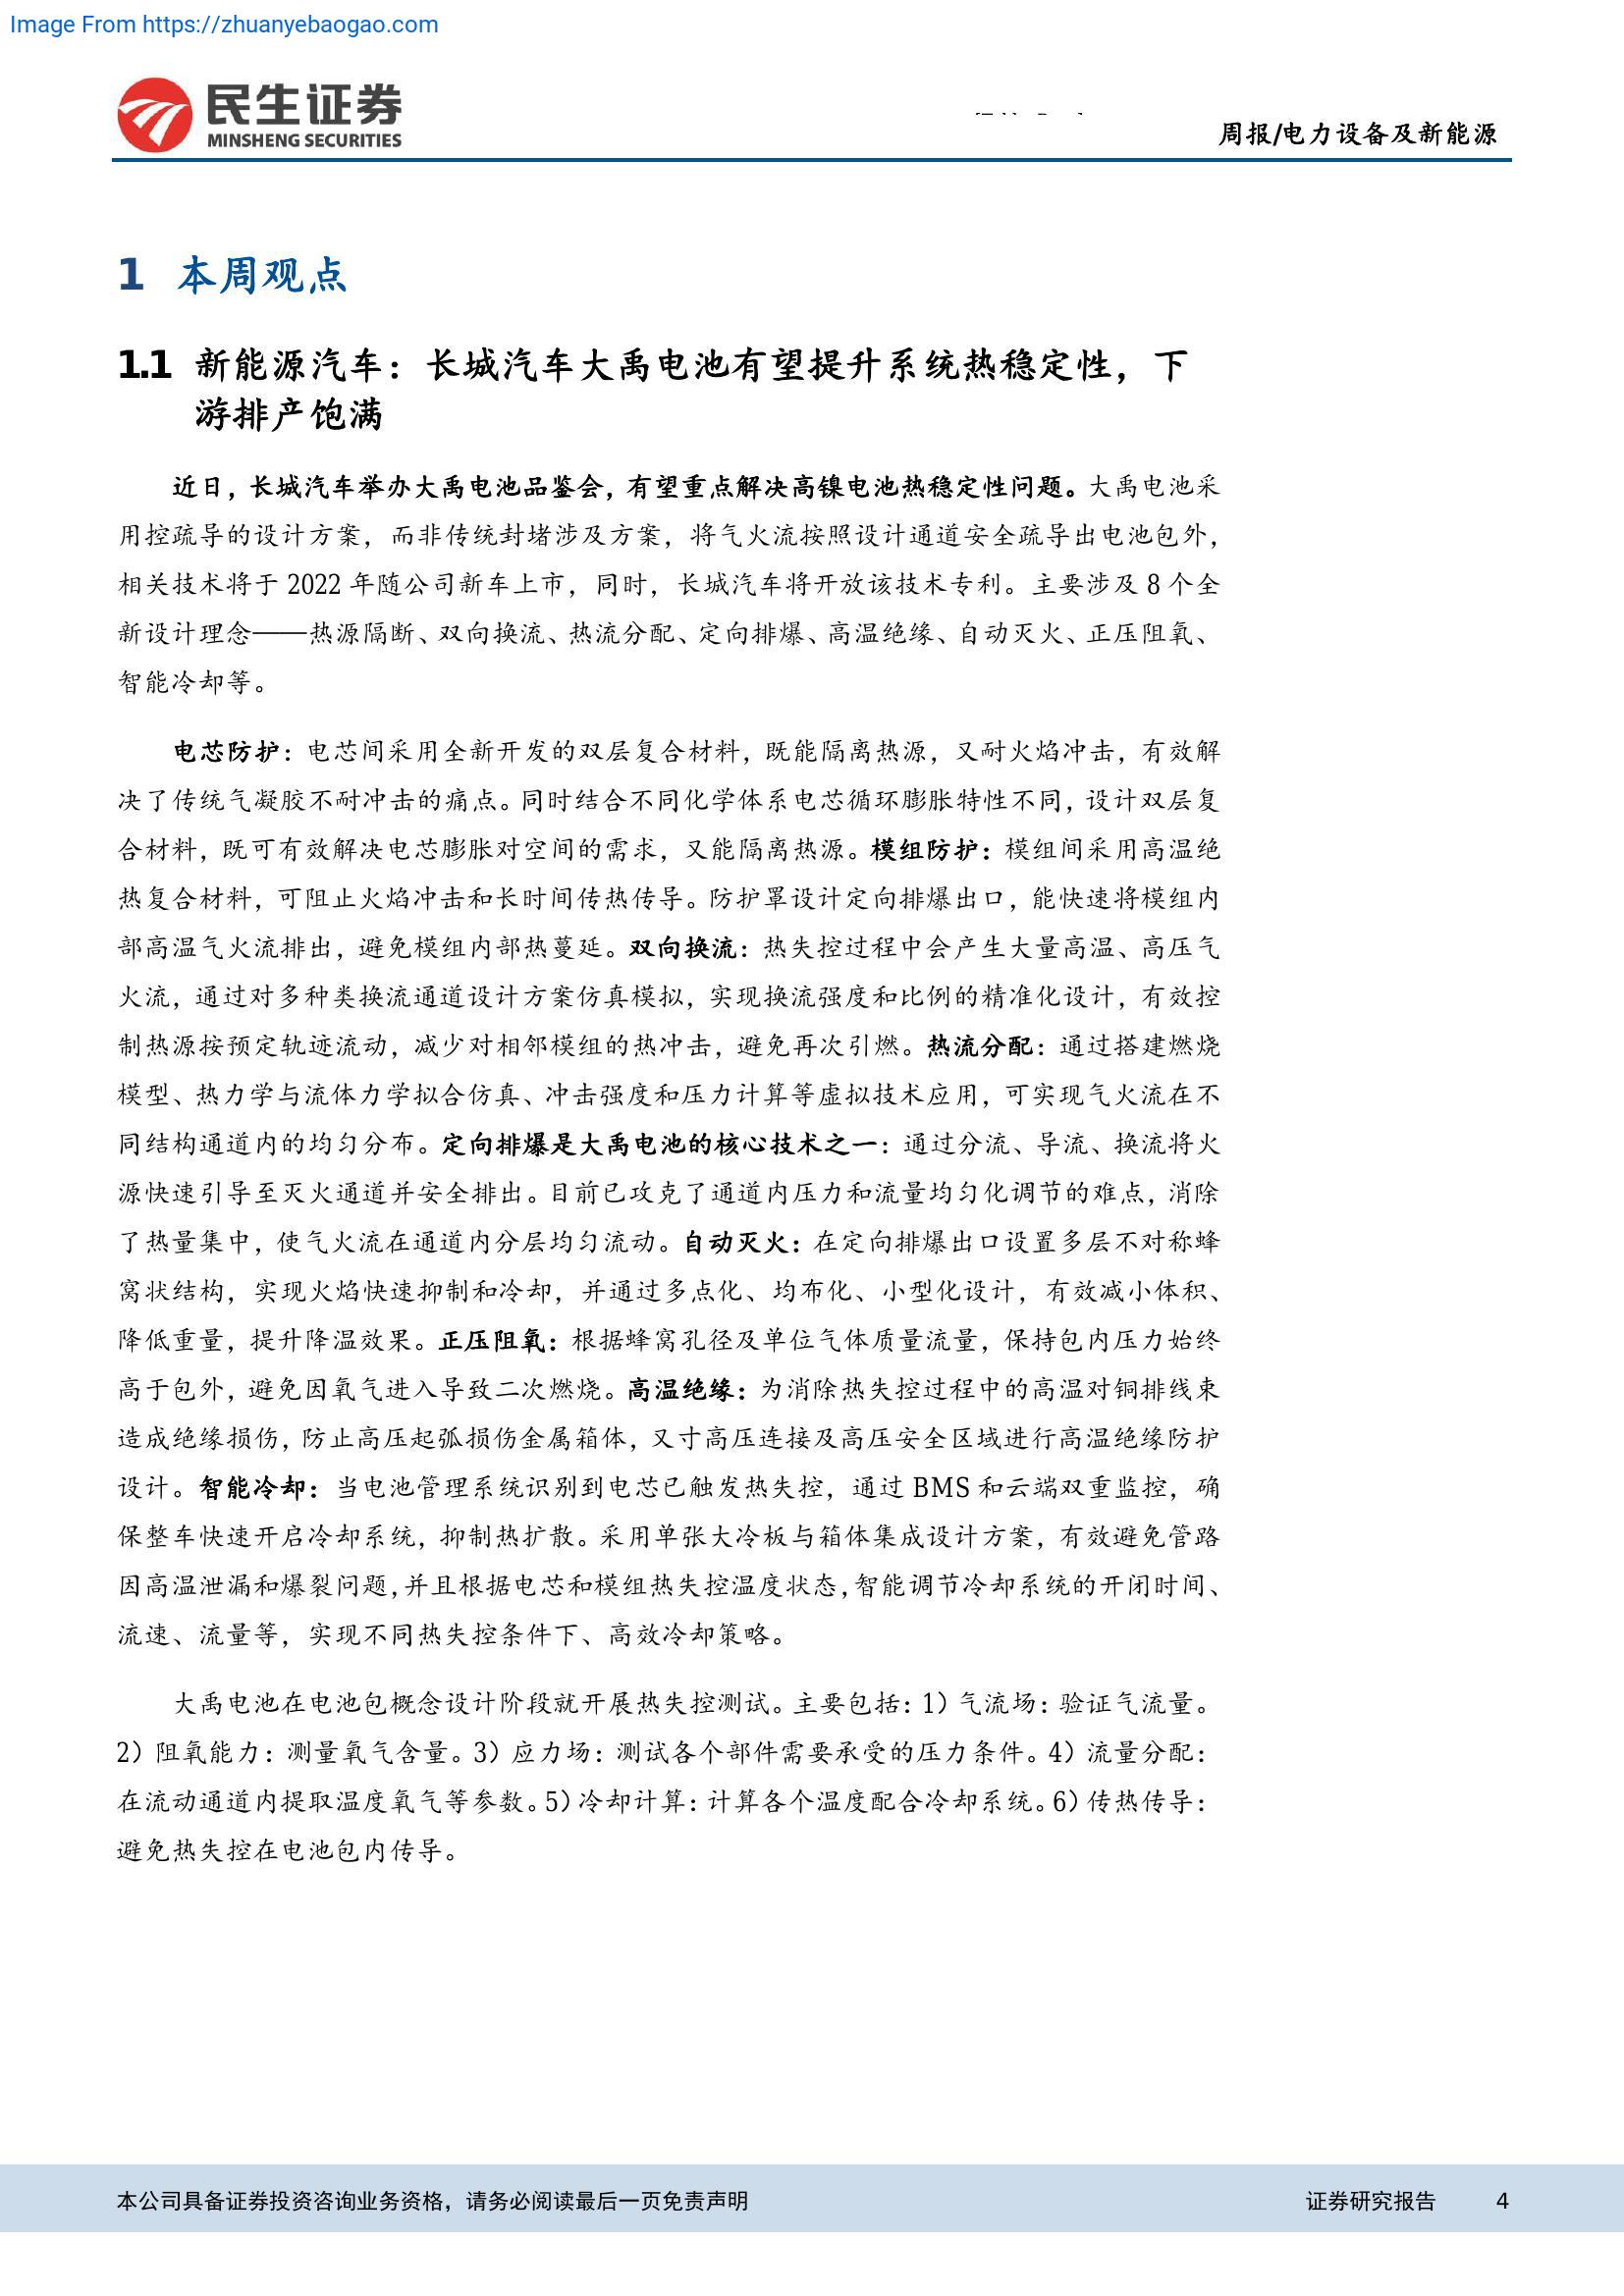 Image From https://zhuanyebaogao.com
民生证券
MINSHENG SECURITIES
周报/电力设备及新能源
1 本周观点
1.1 新能源汽车：长城汽车大禹电池有望提升系统热稳定性，下
游排产饱满
近日，长城汽车举办大禹电池品鉴会，有望重点解决高镍电池热稳定性问题。大禹电池采
用控疏导的设计方案，而非传统封堵涉及方案，将气火流按照设计通道安全疏导出电池包外，
相关技术将于 2022 年随公司新车上市，同时，长城汽车将开放该技术专利。主要涉及 8 个全
新设计理念——热源隔断、双向换流、热流分配、定向排爆、高温绝缘、自动灭火、正压阻氧、
智能冷却等。
电芯防护：电芯间采用全新开发的双层复合材料，既能隔离热源，又耐火焰冲击，有效解
决了传统气凝胶不耐冲击的痛点。同时结合不同化学体系电芯循环膨胀特性不同，设计双层复
合材料，既可有效解决电芯膨胀对空间的需求，又能隔离热源。模组防护：模组间采用高温绝
热复合材料，可阻止火焰冲击和长时间传热传导。防护罩设计定向排爆出口，能快速将模组内
部高温气火流排出，避免模组内部热蔓延。双向换流：热失控过程中会产生大量高温、高压气
火流，通过对多种类换流通道设计方案仿真模拟，实现换流强度和比例的精准化设计，有效控
制热源按预定轨迹流动，减少对相邻模组的热冲击，避免再次引燃。热流分配：通过搭建燃烧
模型、热力学与流体力学拟合仿真、冲击强度和压力计算等虚拟技术应用，可实现气火流在不
同结构通道内的均匀分布。定向排爆是大禹电池的核心技术之一：通过分流、导流、换流将火
源快速引导至灭火通道并安全排出。目前已攻克了通道内压力和流量均匀化调节的难点，消除
了热量集中，使气火流在通道内分层均匀流动。自动灭火：在定向排爆出口设置多层不对称蜂
窝状结构，实现火焰快速抑制和冷却，并通过多点化、均布化、小型化设计，有效减小体积、
降低重量，提升降温效果。正压阻氧：根据蜂窝孔径及单位气体质量流量，保持包内压力始终
高于包外，避免因氧气进入导致二次燃烧。高温绝缘：为消除热失控过程中的高温对铜排线束
造成绝缘损伤，防止高压起弧损伤金属箱体，又寸高压连接及高压安全区域进行高温绝缘防护
设计。智能冷却：当电池管理系统识别到电芯已触发热失控，通过 BMS 和云端双重监控，确
保整车快速开启冷却系统，抑制热扩散。采用单张大冷板与箱体集成设计方案，有效避免管路
因高温泄漏和爆裂问题，并且根据电芯和模组热失控温度状态，智能调节冷却系统的开闭时间、
流速、流量等，实现不同热失控条件下、高效冷却策略。
大禹电池在电池包概念设计阶段就开展热失控测试。主要包括：1）气流场：验证气流量。
2）阻氧能力：测量氧气含量。3）应力场：测试各个部件需要承受的压力条件。4）流量分配：
在流动通道内提取温度氧气等参数。5）冷却计算：计算各个温度配合冷却系统。6）传热传导：
避免热失控在电池包内传导。
本公司具备证券投资咨询业务资格，请务必阅读最后一页免责声明 证券研究报告 4